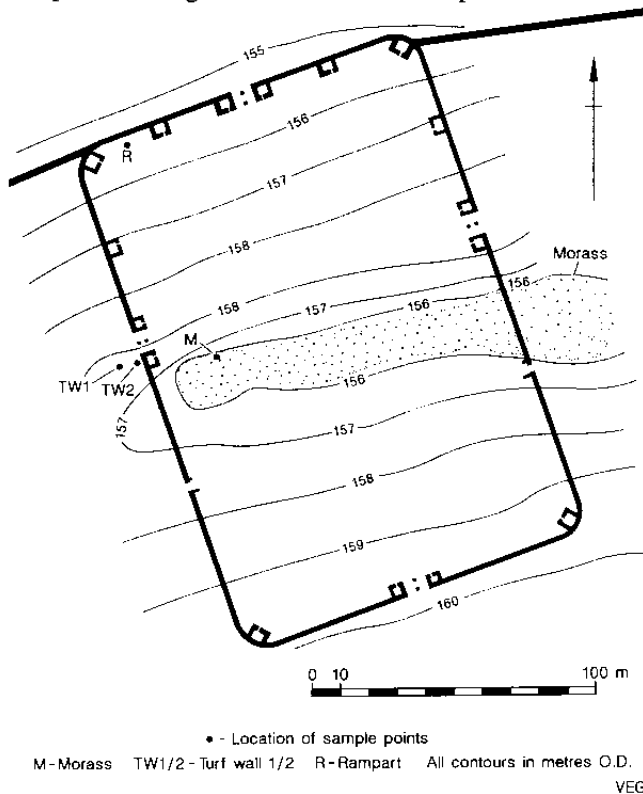 155
156
R
157
158
Morass
158
157
156
156
M
TW1
TW2
156
157
157
158
159
160
0 10 100 m
• - Location of sample points
M-Morass TW1/2-Turf wall 1/2 R-Rampart All contours in metres O.D.
VEG